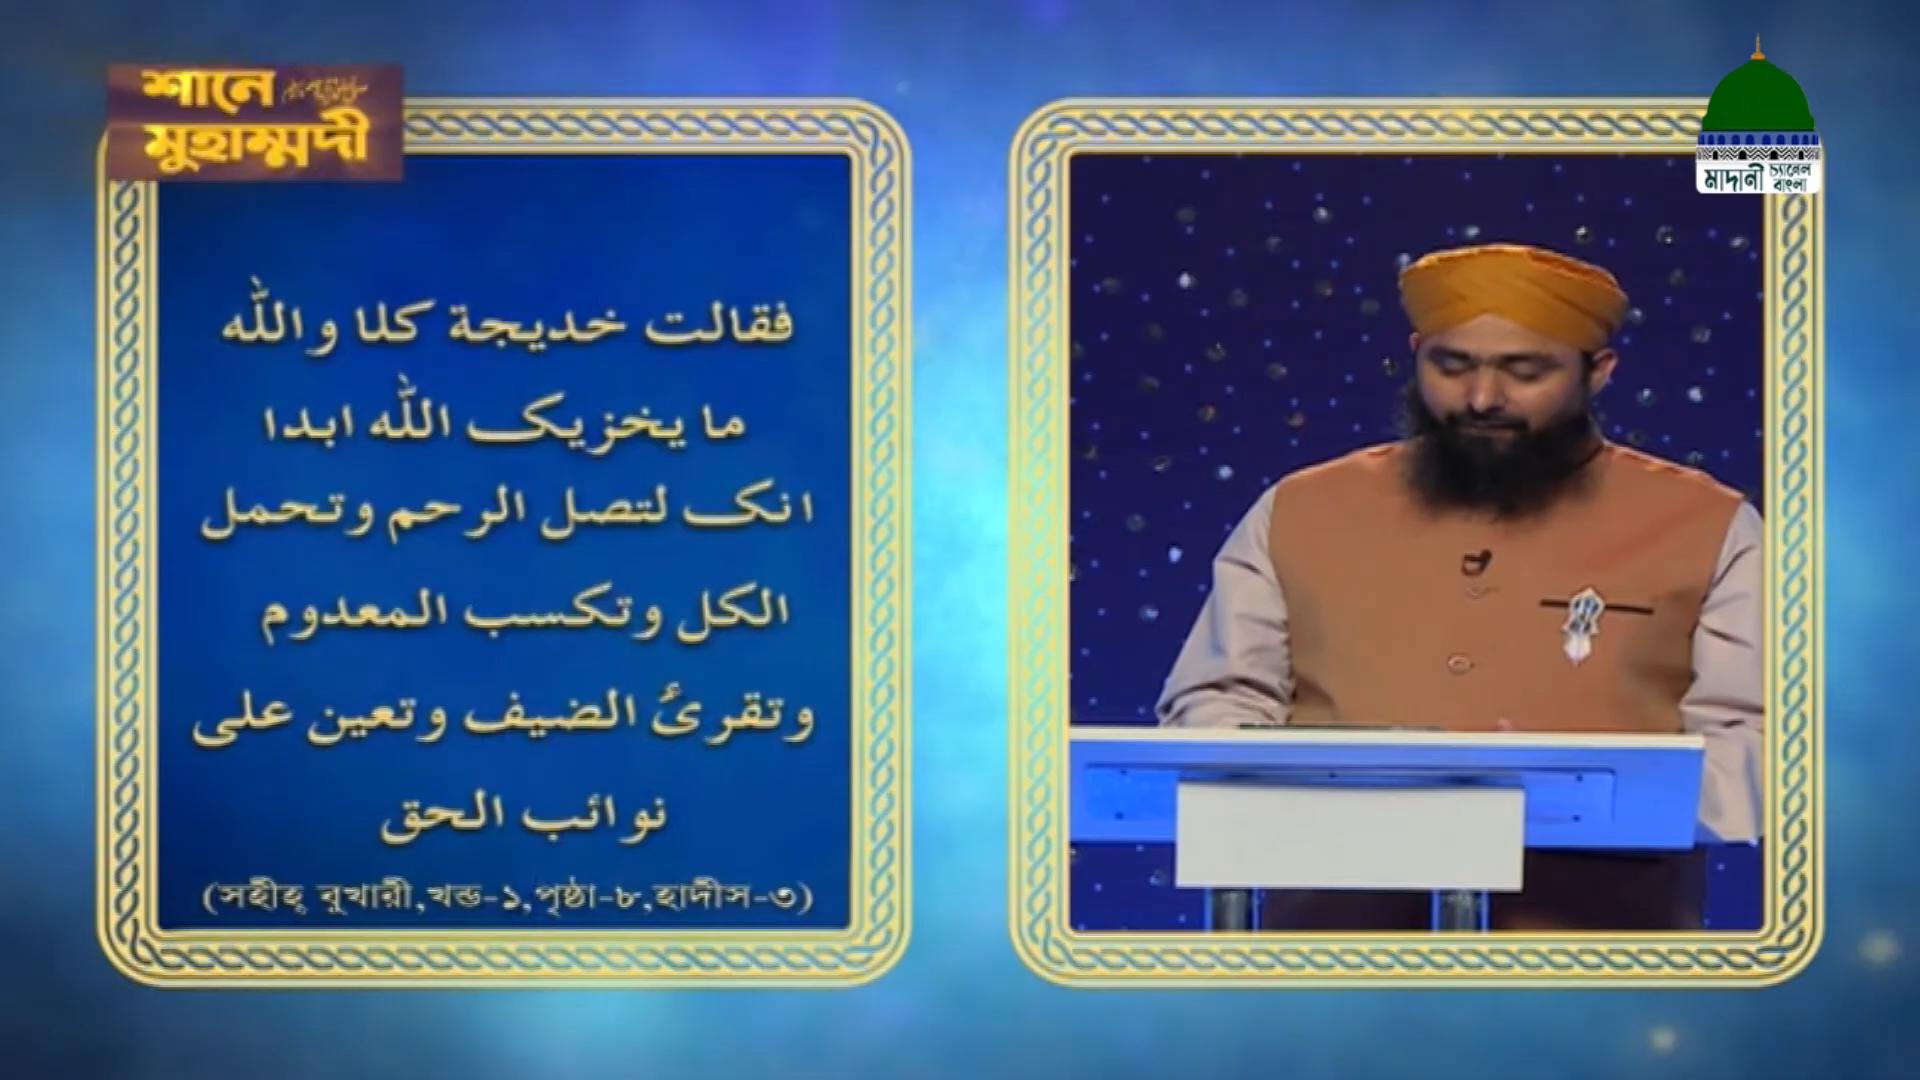 শানে
মুহাম্মদী
মাদানী চ্যানেল বাংলা
فقالت خديجة كلا والله
ما يخزيک الله ابدا
انک لتصل الرحم وتحمل
الكل وتكسب المعدوم
وتقرئ الضيف وتعين على
نوائب الحق
(সহীহ্ বুখারী,খন্ড-১,পৃষ্ঠা-৮,হাদীস-৩)